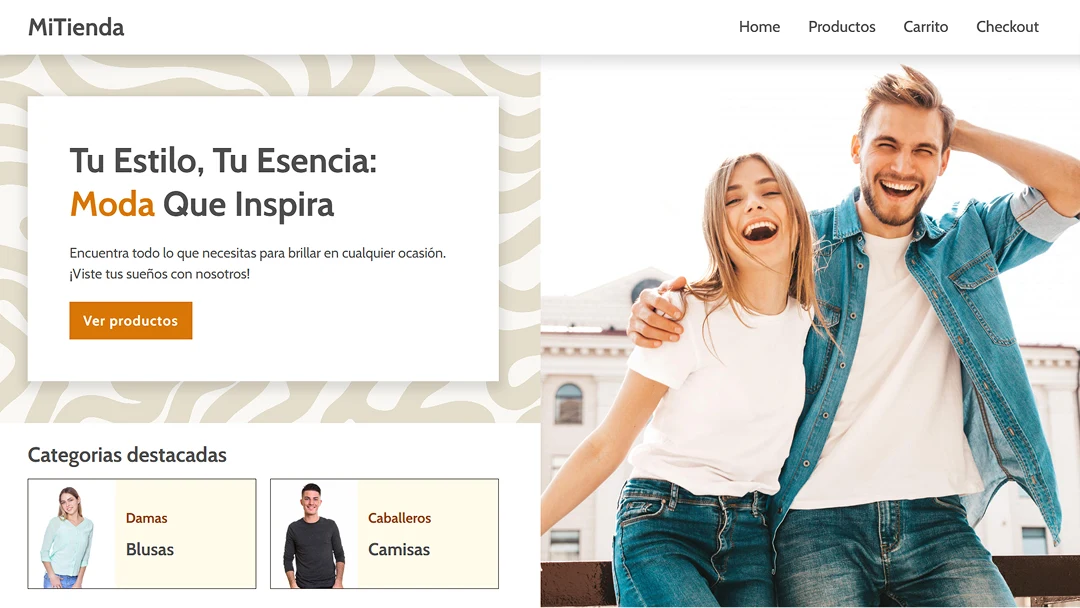 MiTienda
Home
Productos
Carrito
Checkout
Tu Estilo, Tu Esencia:
Moda Que Inspira
Encuentra todo lo que necesitas para brillar en cualquier ocasión.
¡Viste tus sueños con nosotros!
Ver productos
Categorias destacadas
Damas
Blusas
Caballeros
Camisas